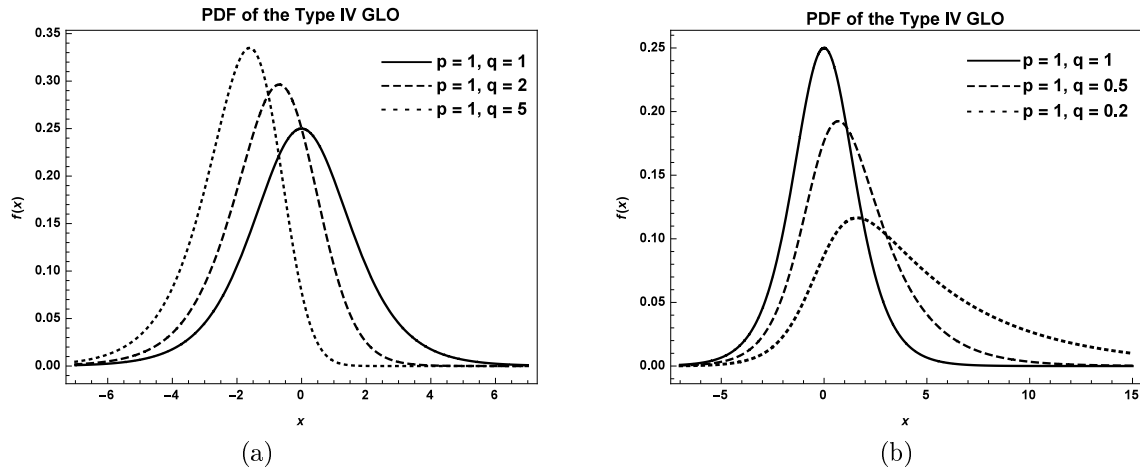 PDF of the Type IV GLO
p = 1, q = 1
p = 1, q = 2
p = 1, q = 5
0.35
0.30
0.25
0.20
0.15
0.10
0.05
0.00
f(x)
−6
−4
−2
0
2
4
6
x
(a)
PDF of the Type IV GLO
p = 1, q = 1
p = 1, q = 0.5
p = 1, q = 0.2
0.25
0.20
0.15
0.10
0.05
0.00
f(x)
−5
0
5
10
15
x
(b)